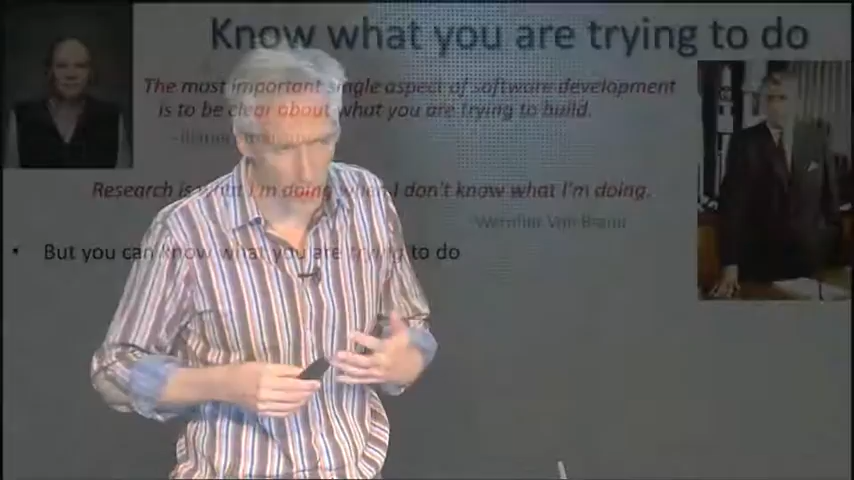 Know what you are trying to do
The most important single aspect of software development
is to be clear about what you are trying to build.
Research is what I'm doing when I don't know what I'm doing.
Wernher Von Braun
• But you can know what you are trying to do